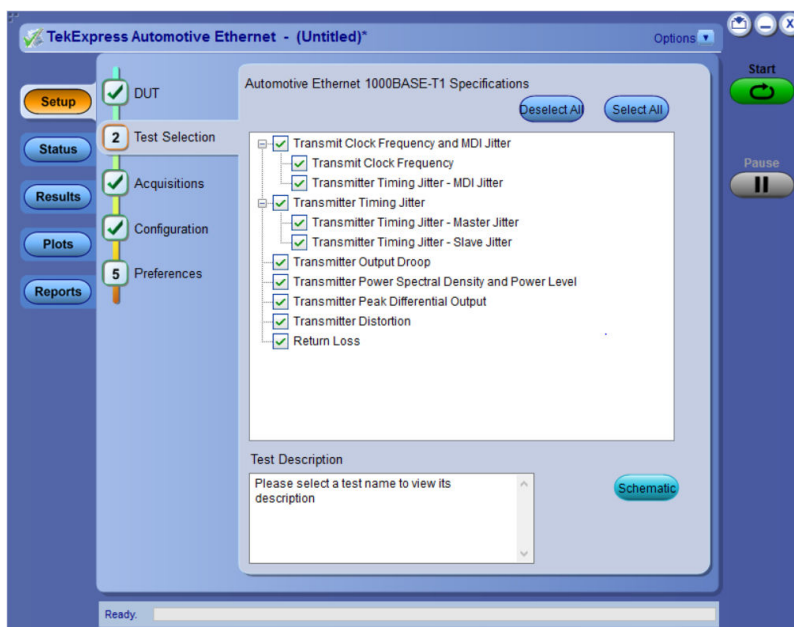 TekExpress Automotive Ethernet - (Untitled)*
Options
Start
Pause
Setup
Status
Results
Plots
Reports
DUT
2 Test Selection
Acquisitions
Configuration
5 Preferences
Automotive Ethernet 1000BASE-T1 Specifications
Deselect All
Select All
Transmit Clock Frequency and MDI Jitter
Transmit Clock Frequency
Transmitter Timing Jitter - MDI Jitter
Transmitter Timing Jitter
Transmitter Timing Jitter - Master Jitter
Transmitter Timing Jitter - Slave Jitter
Transmitter Output Droop
Transmitter Power Spectral Density and Power Level
Transmitter Peak Differential Output
Transmitter Distortion
Return Loss
Test Description
Please select a test name to view its
description
Schematic
Ready.